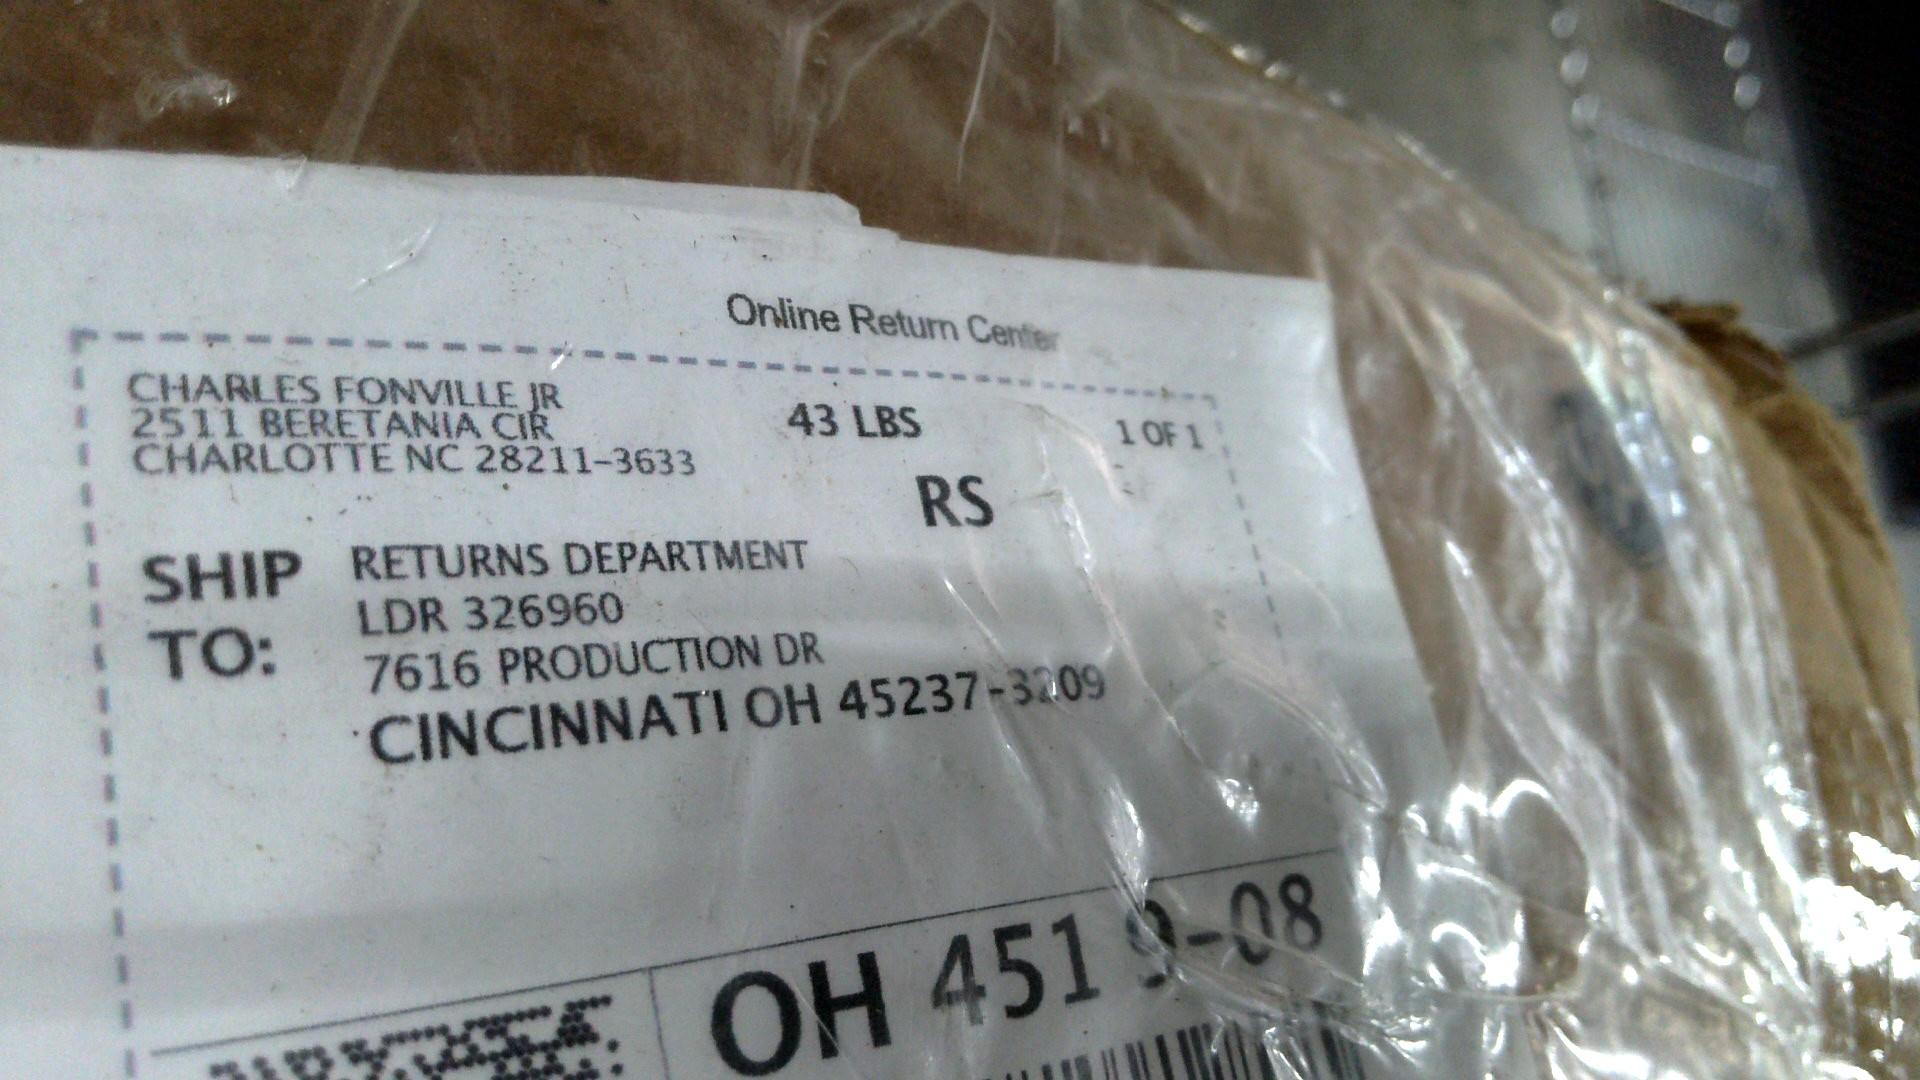 Online Return Center
CHARLES FONVILLE JR
2511 BERETANIA CIR
CHARLOTTE NC 28211-3633
43 LBS
1 OF 1
RS
SHIP TO:
RETURNS DEPARTMENT
LDR 326960
7616 PRODUCTION DR
CINCINNATI OH 45237-3209
OH 451 9-08